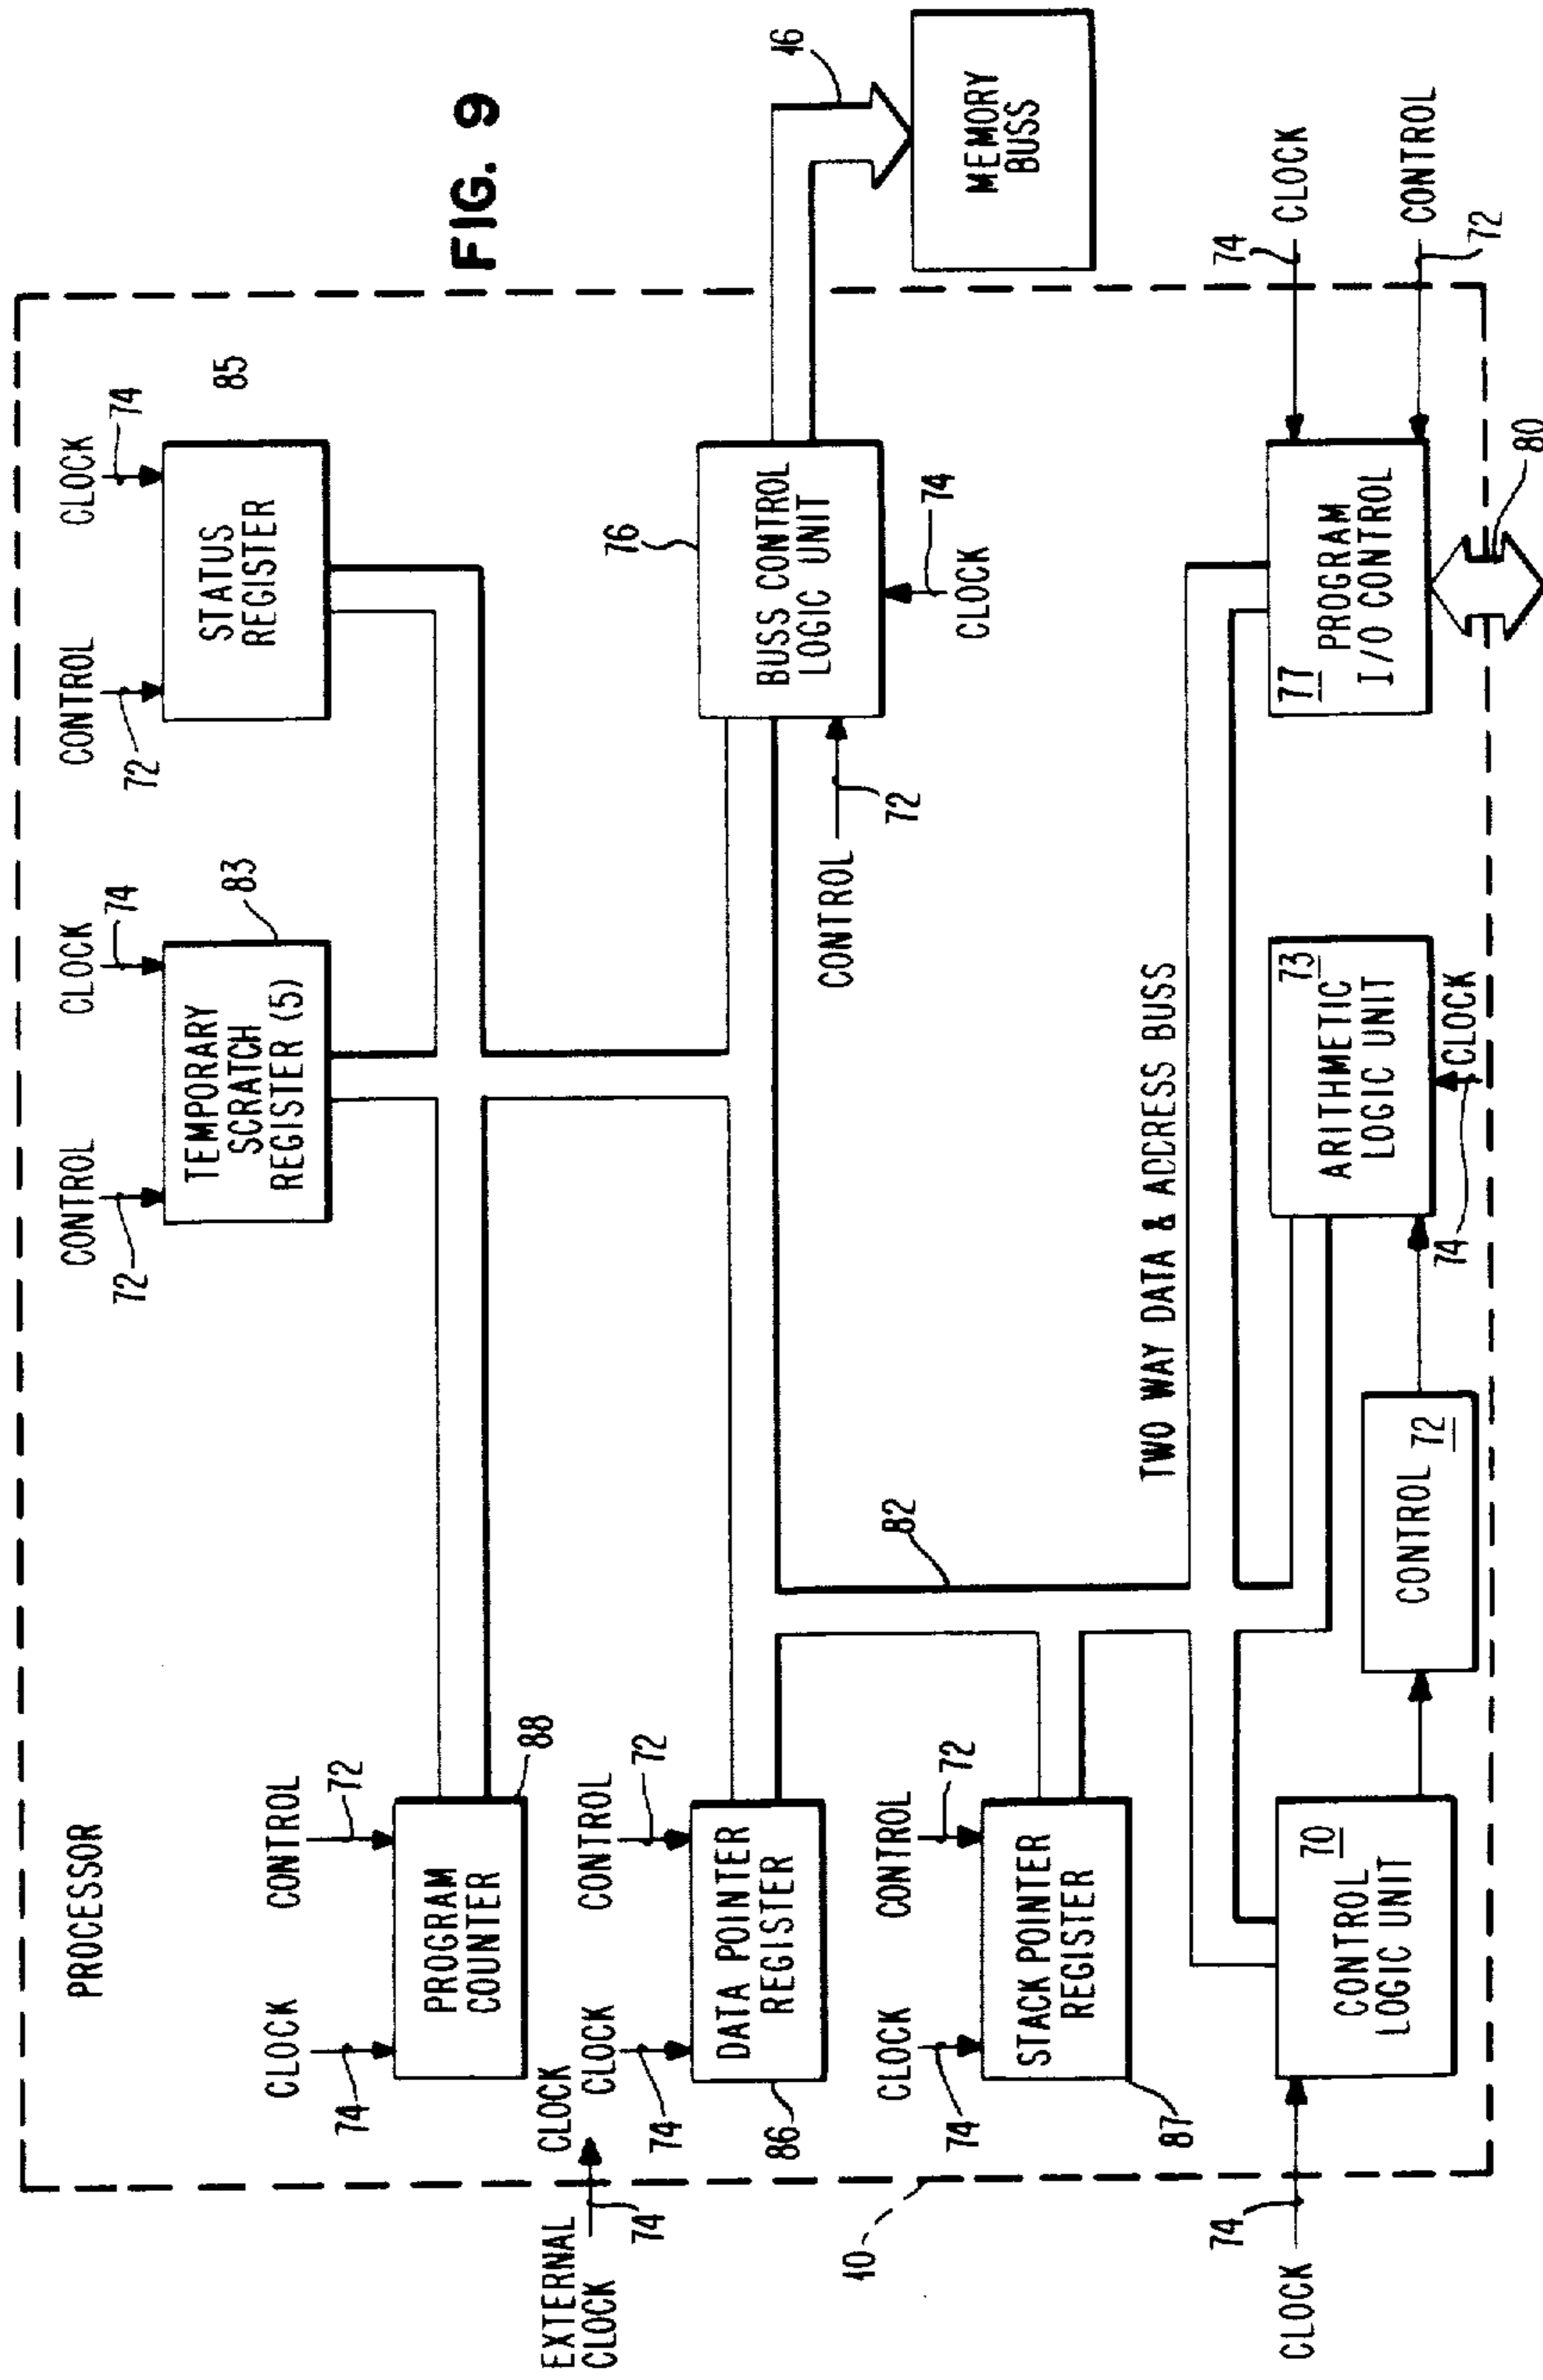 FIG. 9
PROCESSOR
EXTERNAL
CLOCK
74
CLOCK
CLOCK
74
CONTROL
72
PROGRAM
COUNTER
88
CLOCK
74
CONTROL
72
DATA POINTER
REGISTER
86
CLOCK
74
CONTROL
72
STACK POINTER
REGISTER
87
10
CLOCK
74
70
CONTROL
LOGIC UNIT
CONTROL 72
CONTROL
72
CLOCK
74
TEMPORARY
SCRATCH
REGISTER (5)
83
CONTROL
72
CLOCK
74
STATUS
REGISTER
85
76
BUSS CONTROL
LOGIC UNIT
CONTROL
72
74
CLOCK
16
MEMORY
BUSS
82
TWO WAY DATA & ADDRESS BUSS
73
ARITHMETIC
LOGIC UNIT
74
CLOCK
77 PROGRAM
I/O CONTROL
74
CLOCK
CONTROL
72
80